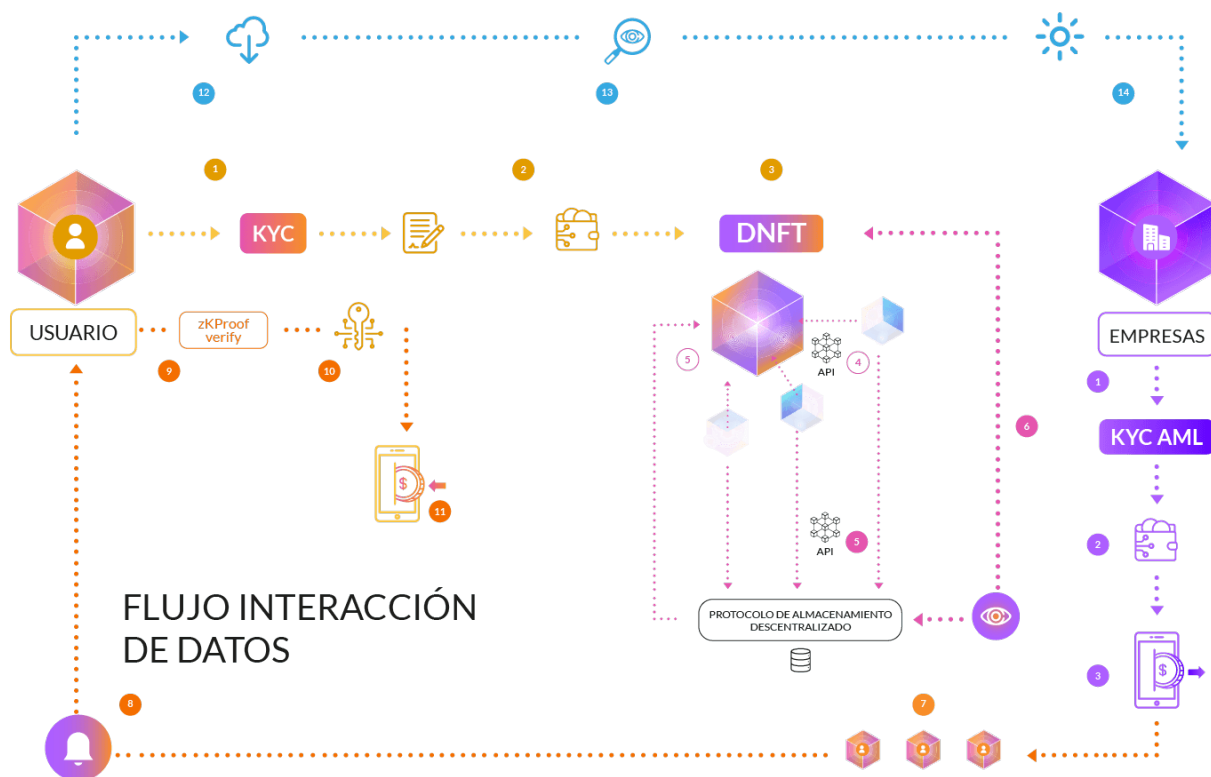 12
13
14
1
2
3
KYC
DNFT
USUARIO
zKProof
verify
9
10
5
API
4
EMPRESAS
1
6
KYC AML
$
11
API
5
2
FLUJO INTERACCIÓN
DE DATOS
PROTOCOLO DE ALMACENAMIENTO
DESCENTRALIZADO
3
$
8
7